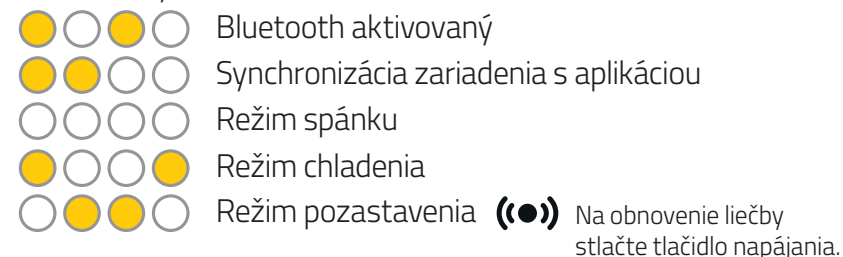 Bluetooth aktivovaný
Synchronizácia zariadenia s aplikáciou
Režim spánku
Režim chladenia
Režim pozastavenia
Na obnovenie liečby
stlačte tlačidlo napájania.